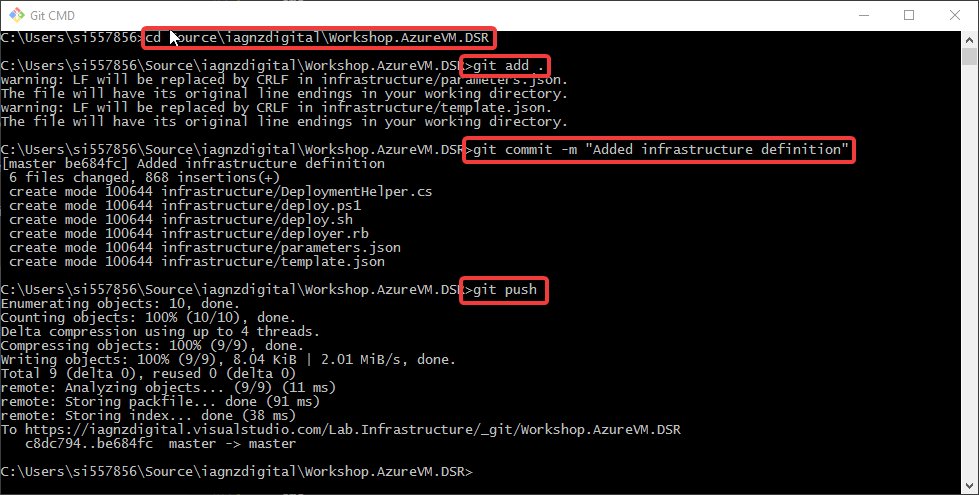 Git CMD
C:\Users\si557856>cd Source\iagnzdigital\Workshop.AzureVM.DSR
C:\Users\si557856\Source\iagnzdigital\Workshop.AzureVM.DSR>git add .
warning: LF will be replaced by CRLF in infrastructure/parameters.json.
The file will have its original line endings in your working directory.
warning: LF will be replaced by CRLF in infrastructure/template.json.
The file will have its original line endings in your working directory.
C:\Users\si557856\Source\iagnzdigital\Workshop.AzureVM.DSR>git commit -m "Added infrastructure definition"
[master be684fc] Added infrastructure definition
6 files changed, 868 insertions(+)
create mode 100644 infrastructure/DeploymentHelper.cs
create mode 100644 infrastructure/deploy.ps1
create mode 100644 infrastructure/deploy.sh
create mode 100644 infrastructure/deployer.rb
create mode 100644 infrastructure/parameters.json
create mode 100644 infrastructure/template.json
C:\Users\si557856\Source\iagnzdigital\Workshop.AzureVM.DSR>git push
Enumerating objects: 10, done.
Counting objects: 100% (10/10), done.
Delta compression using up to 4 threads.
Compressing objects: 100% (9/9), done.
Writing objects: 100% (9/9), 8.04 KiB | 2.01 MiB/s, done.
Total 9 (delta 0), reused 0 (delta 0)
remote: Analyzing objects... (9/9) (11 ms)
remote: Storing packfile... done (91 ms)
remote: Storing index... done (38 ms)
To https://iagnzdigital.visualstudio.com/Lab.Infrastructure/_git/Workshop.AzureVM.DSR
c8dc794..be684fc  master -> master
C:\Users\si557856\Source\iagnzdigital\Workshop.AzureVM.DSR>